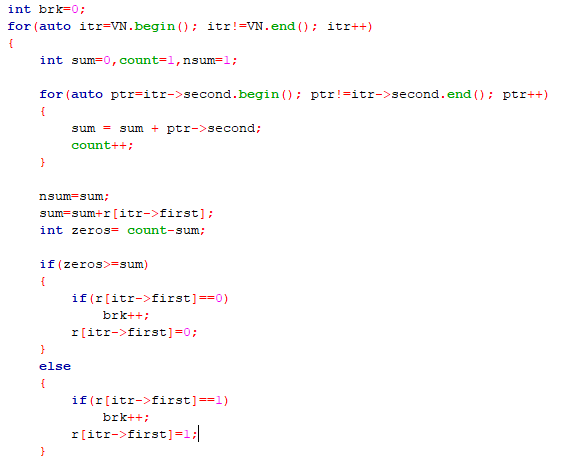 int brk=0;
for(auto itr=VN.begin(); itr!=VN.end(); itr++)
{
    int sum=0,count=1,nsum=1;

    for(auto ptr=itr->second.begin(); ptr!=itr->second.end(); ptr++)
    {
        sum = sum + ptr->second;
        count++;
    }

    nsum=sum;
    sum=sum+r[itr->first];
    int zeros= count-sum;

    if(zeros>=sum)
    {
        if(r[itr->first]==0)
            brk++;
        r[itr->first]=0;
    }
    else
    {
        if(r[itr->first]==1)
            brk++;
        r[itr->first]=1;
    }